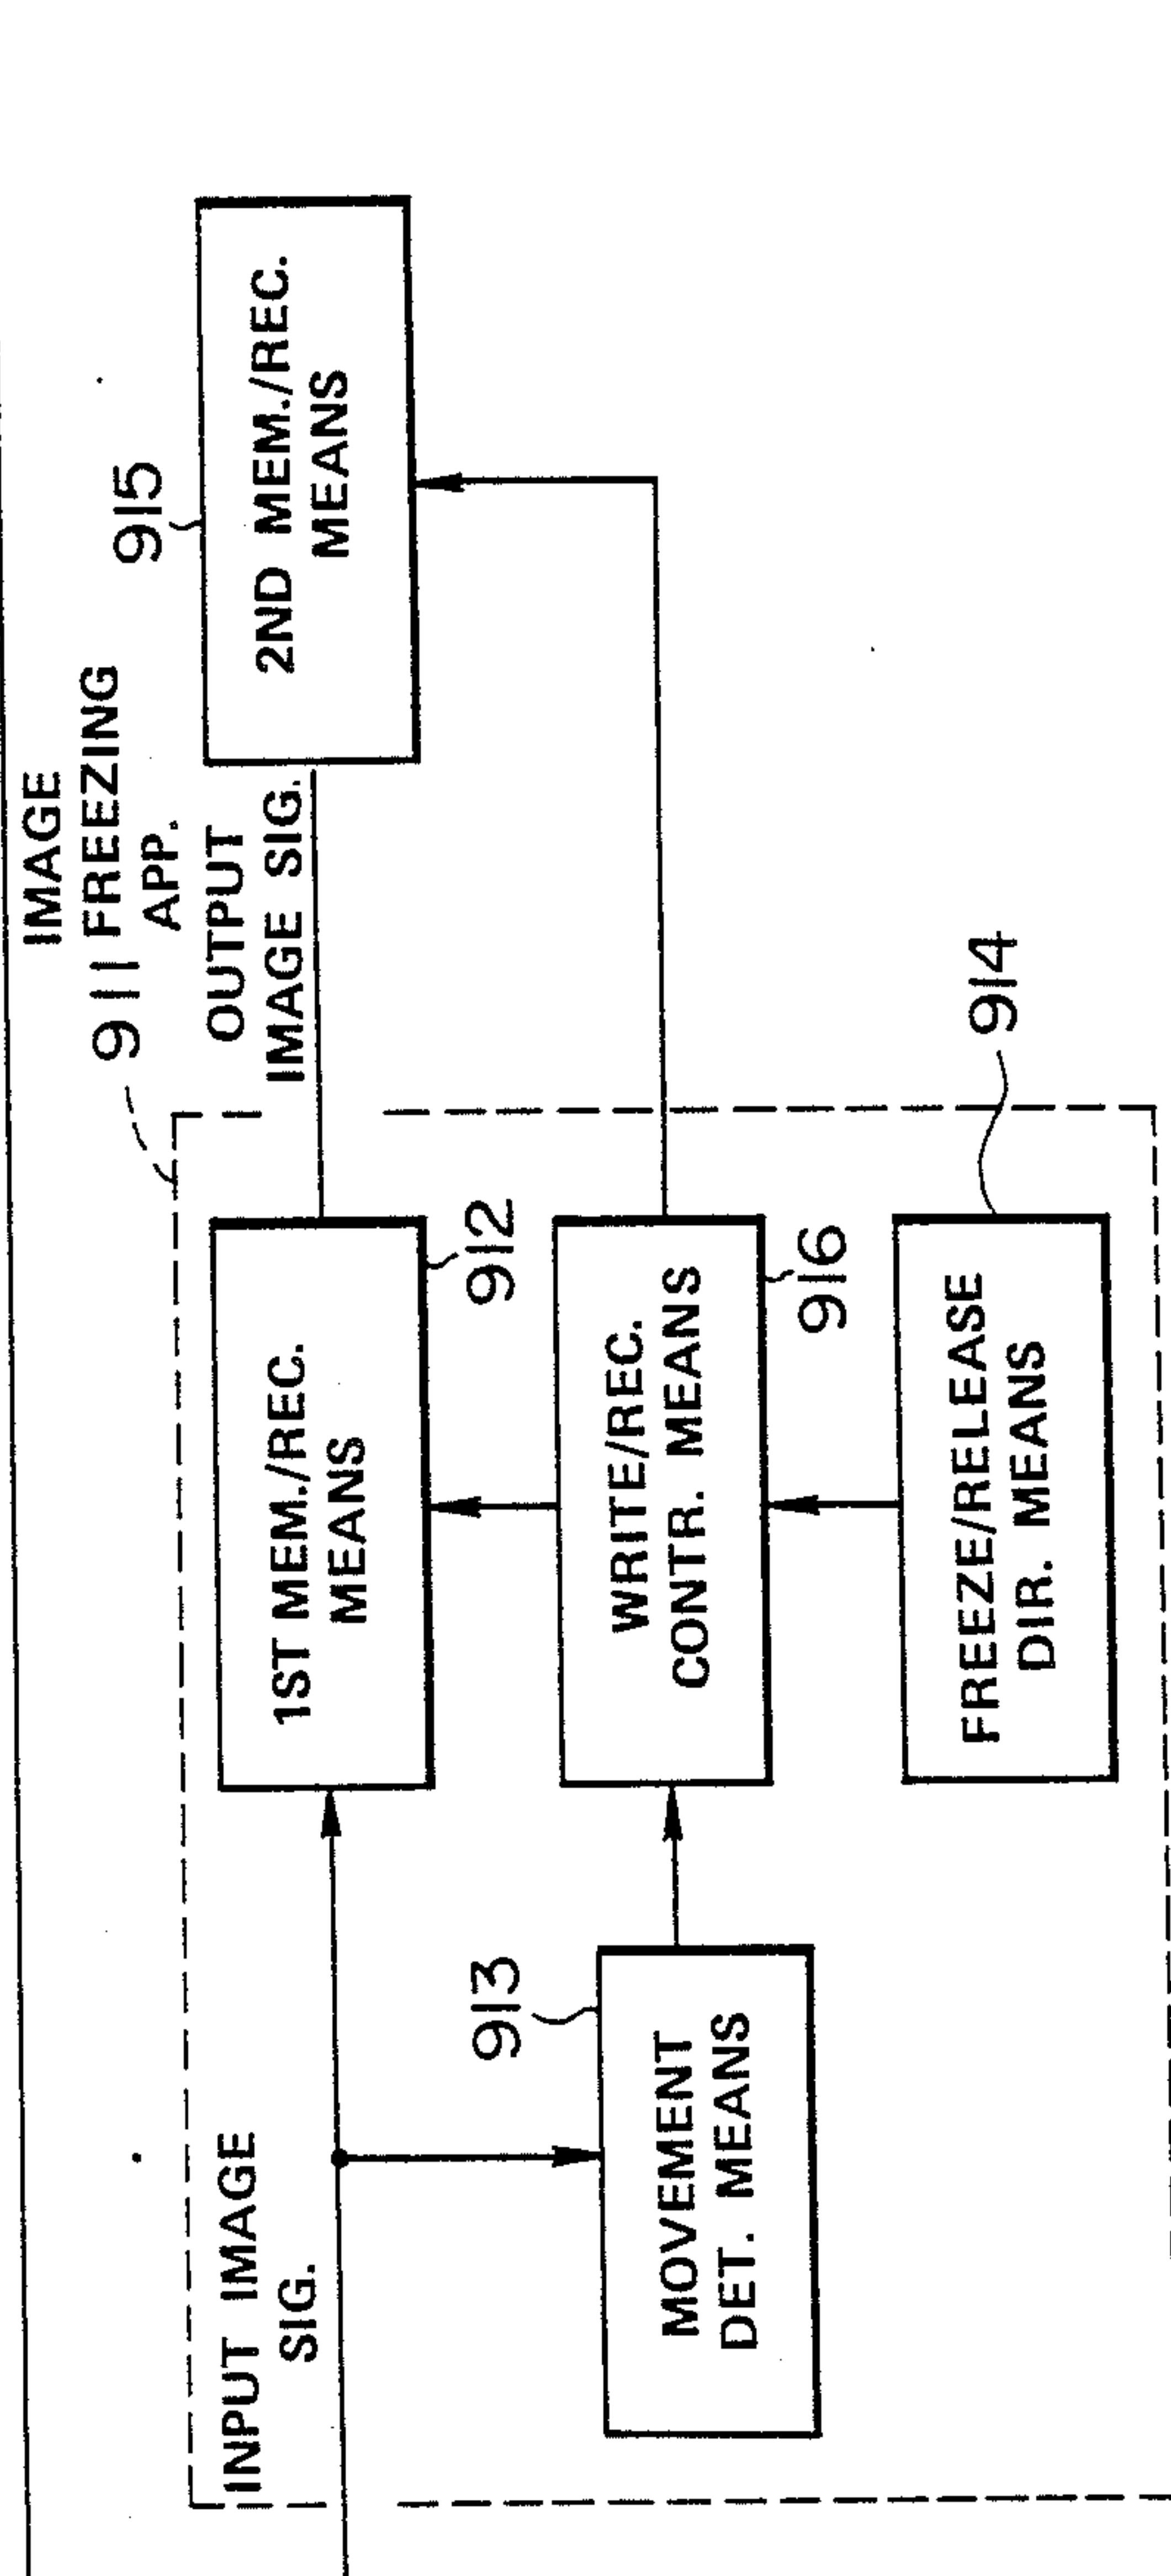 IMAGE
911 FREEZING
APP.
INPUT IMAGE
SIG.
OUTPUT
IMAGE SIG.
915
2ND MEM./REC.
MEANS
1ST MEM./REC.
MEANS
912
913
MOVEMENT
DET. MEANS
WRITE/REC.
CONTR. MEANS
916
FREEZE/RELEASE
DIR. MEANS
914